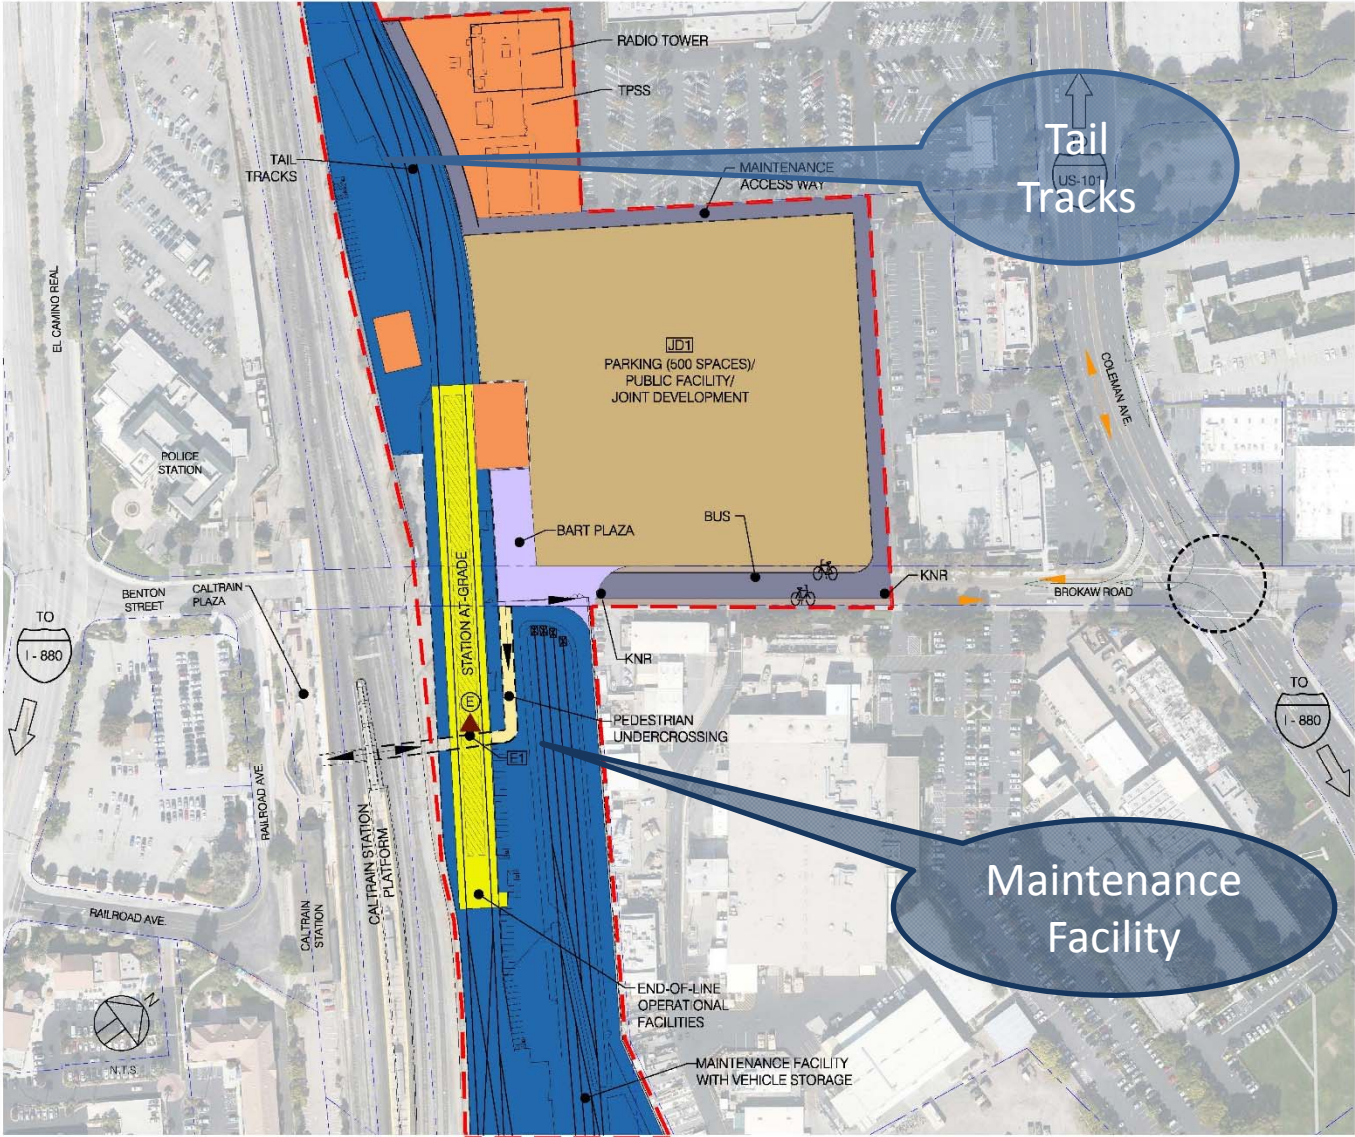 RADIO TOWER
TPSS
TAIL
TRACKS
MAINTENANCE
ACCESS WAY
Tail
Tracks
US-101
EL CAMINO REAL
JD1
PARKING (500 SPACES)/
PUBLIC FACILITY/
JOINT DEVELOPMENT
COLEMAN AVE.
POLICE
STATION
BART PLAZA
BUS
STATION AT-GRADE
KNR
BROKAW ROAD
BENTON
STREET
CALTRAIN
PLAZA
TO
I - 880
KNR
TO
I - 880
E
E1
PEDESTRIAN
UNDERCROSSING
RAILROAD AVE.
CALTRAIN STATION
PLATFORM
Maintenance
Facility
RAILROAD AVE.
CALTRAIN
STATION
END-OF-LINE
OPERATIONAL
FACILITIES
N
N.T.S.
MAINTENANCE FACILITY
WITH VEHICLE STORAGE